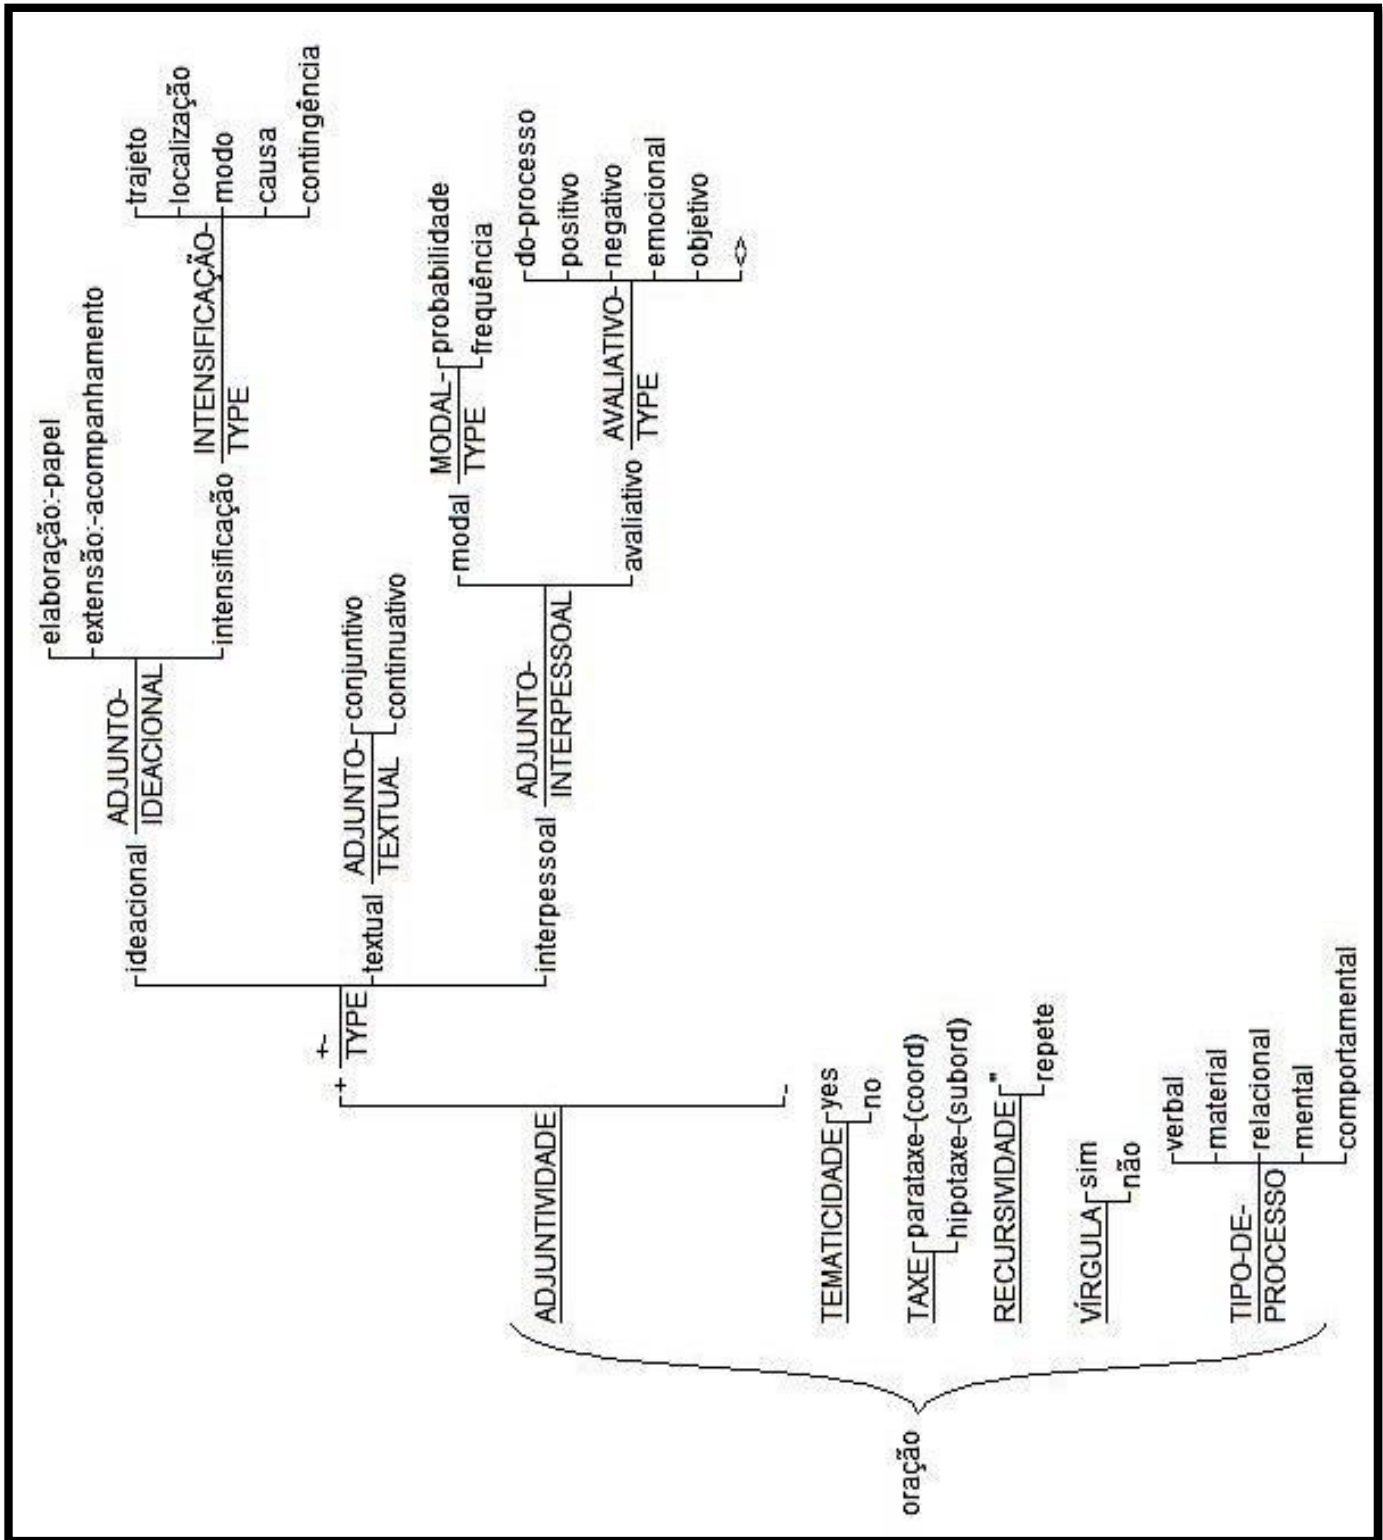 oração
ADJUNTIVIDADE
+
+-
TYPE
ideacional
ADJUNTO-
IDEACIONAL
elaboração:-papel
extensão:-acompanhamento
intensificação
INTENSIFICAÇÃO-
TYPE
trajeto
localização
modo
causa
contingência
textual
ADJUNTO-
TEXTUAL
conjuntivo
continuativo
interpessoal
ADJUNTO-
INTERPESSOAL
modal
MODAL-
TYPE
probabilidade
frequência
avaliativo
AVALIATIVO-
TYPE
do-processo
positivo
negativo
emocional
objetivo
<>
-
TEMATICIDADE
yes
no
TAXE
parataxe-(coord)
hipotaxe-(subord)
RECURSIVIDADE
"
repete
VÍRGULA
sim
não
TIPO-DE-
PROCESSO
verbal
material
relacional
mental
comportamental